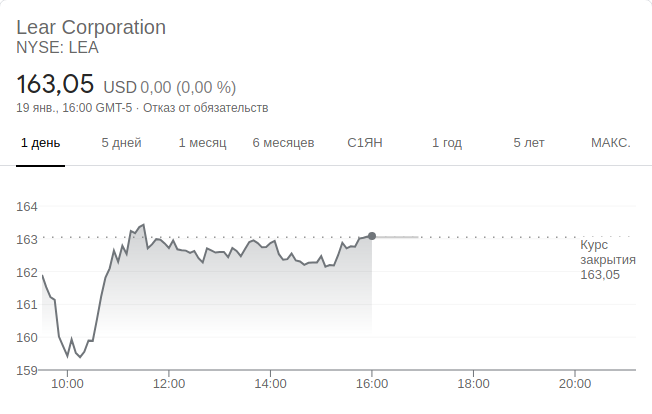 Lear Corporation
NYSE: LEA
163,05 USD 0,00 (0,00 %)
19 янв., 16:00 GMT-5 · Отказ от обязательств
1 день 5 дней 1 месяц 6 месяцев С1ЯН 1 год 5 лет МАКС.
164
163
Курс
закрытия
163,05
162
161
160
159
10:00 12:00 14:00 16:00 18:00 20:00